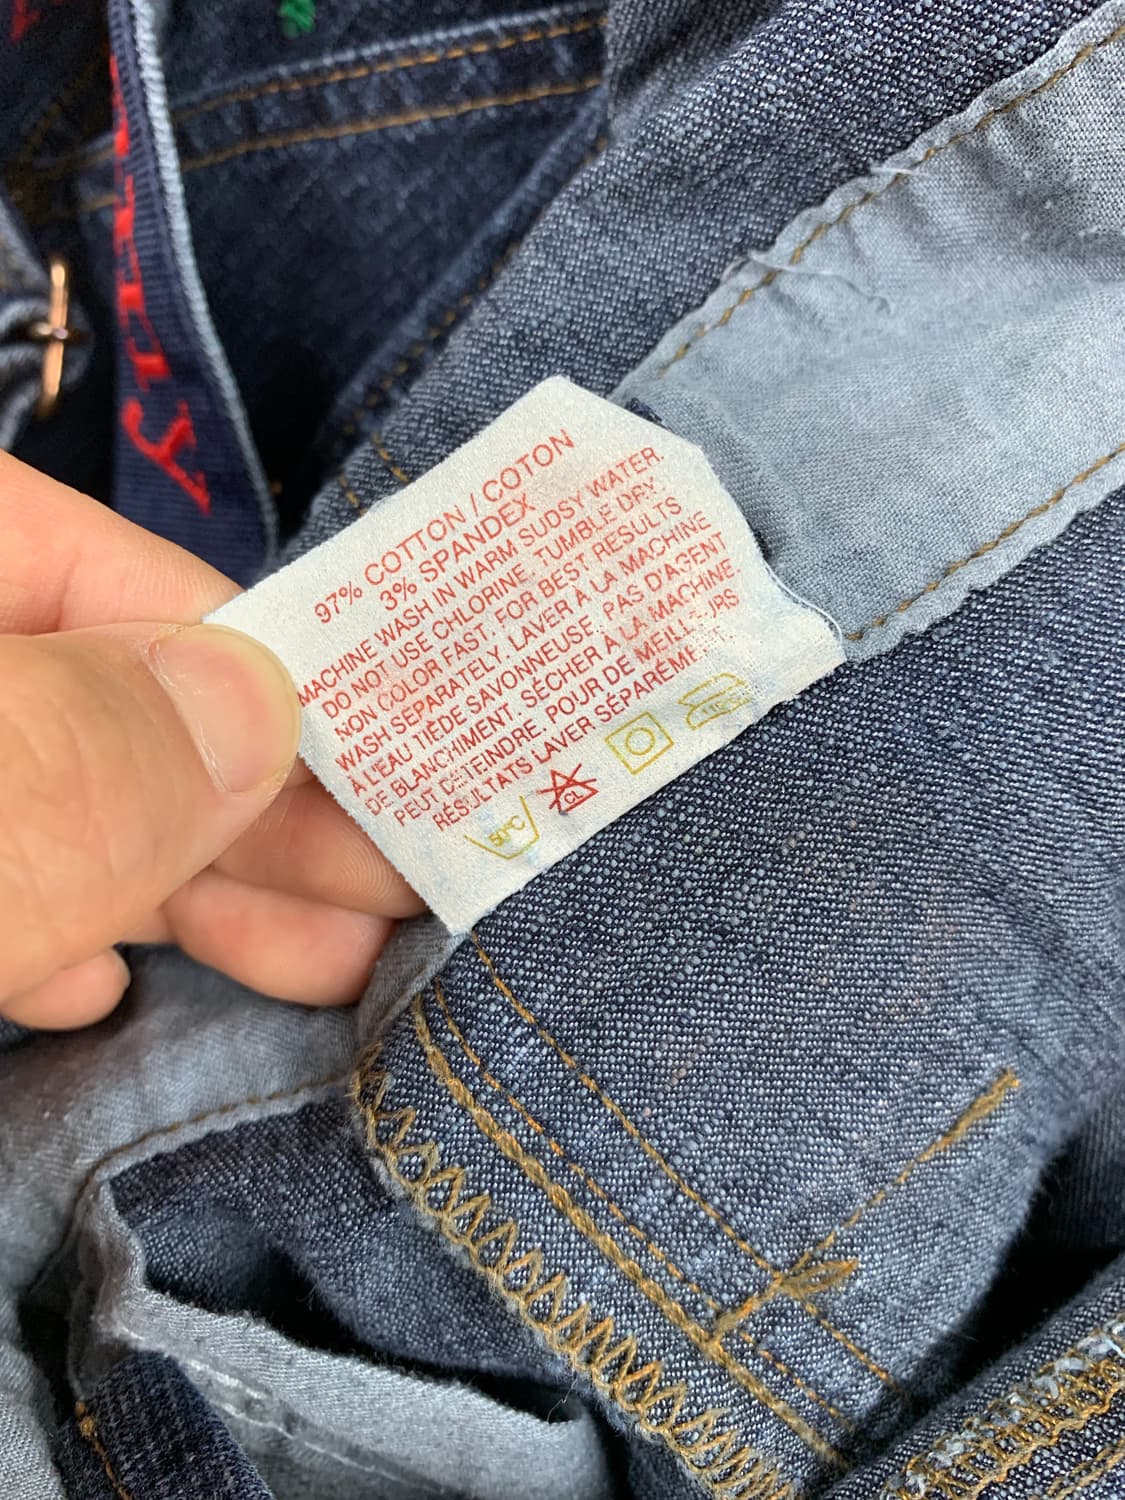 97% COTTON / COTON
3% SPANDEX
MACHINE WASH IN WARM SUDSY WATER.
DO NOT USE CHLORINE. TUMBLE DRY.
NON COLOR FAST. FOR BEST RESULTS
WASH SEPARATELY. LAVER À LA MACHINE
À L'EAU TIÈDE SAVONNEUSE. PAS D'AGENT
DE BLANCHIMENT. SÉCHER À LA MACHINE
PEUT DÉTEINDRE. POUR DE
RÉSULTATS LAVER SÉPARÉMENT.
50°C
CL